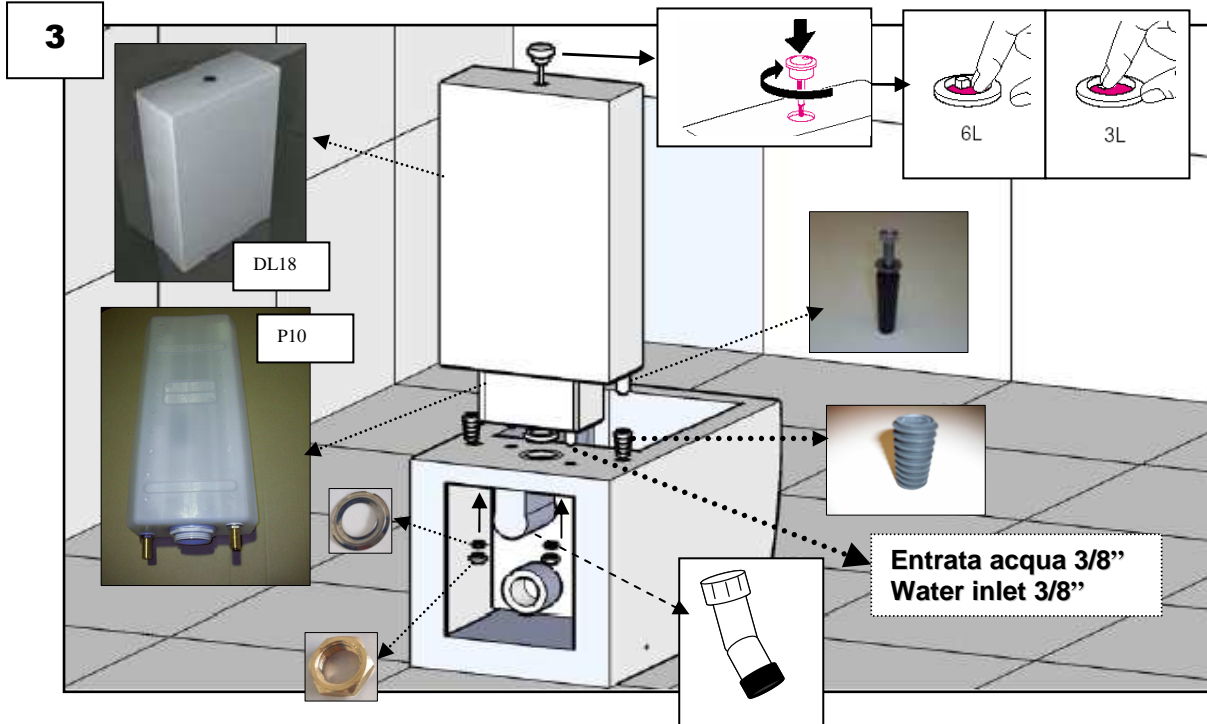 3
6L
3L
DL18
P10
Entrata acqua 3/8”
Water inlet 3/8”